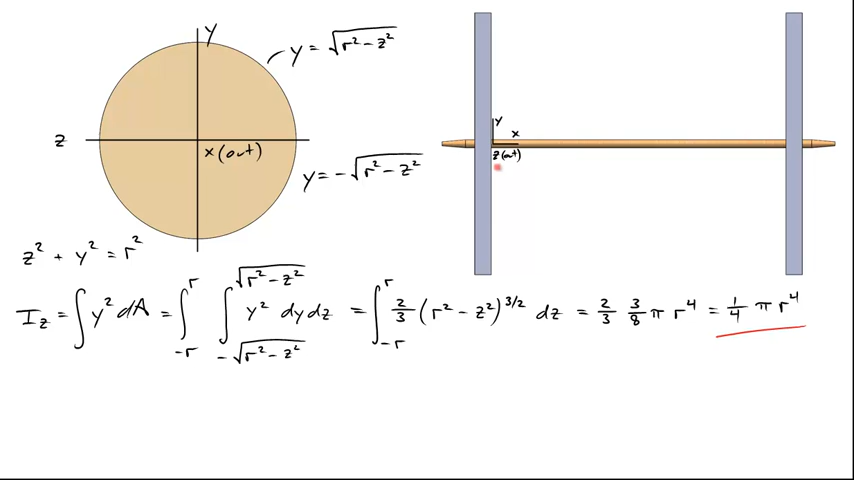 y
y = √(r² - z²)
z
x (out)
y = -√(r² - z²)
y
x
z (out)
z² + y² = r²
I_z = ∫ y² dA = ∫_{-r}^{r} ∫_{-√(r² - z²)}^{√(r² - z²)} y² dy dz = ∫_{-r}^{r} 2/3 (r² - z²)^{3/2} dz = 2/3 3/8 π r⁴ = 1/4 π r⁴